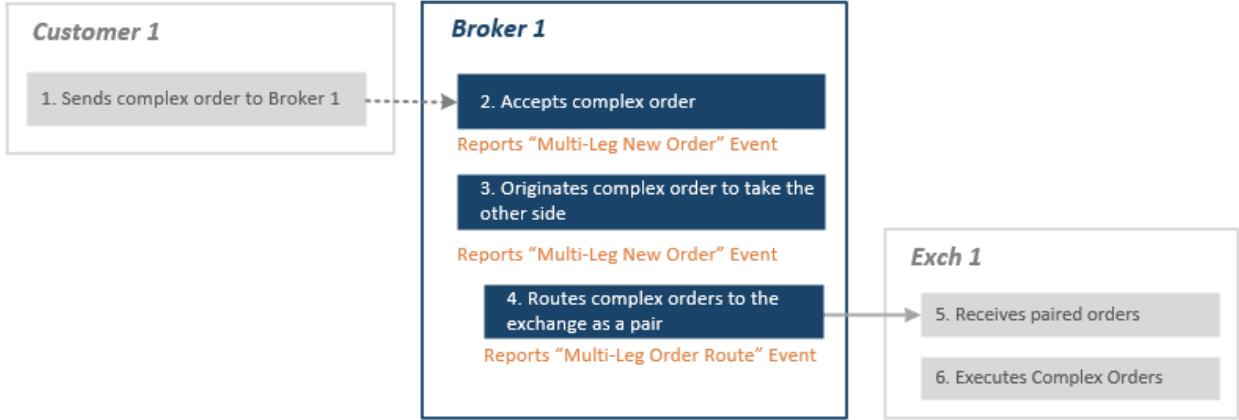 Customer 1
1. Sends complex order to Broker 1
Broker 1
2. Accepts complex order
Reports “Multi-Leg New Order” Event
3. Originates complex order to take the
other side
Reports “Multi-Leg New Order” Event
4. Routes complex orders to the
exchange as a pair
Reports “Multi-Leg Order Route” Event
Exch 1
5. Receives paired orders
6. Executes Complex Orders